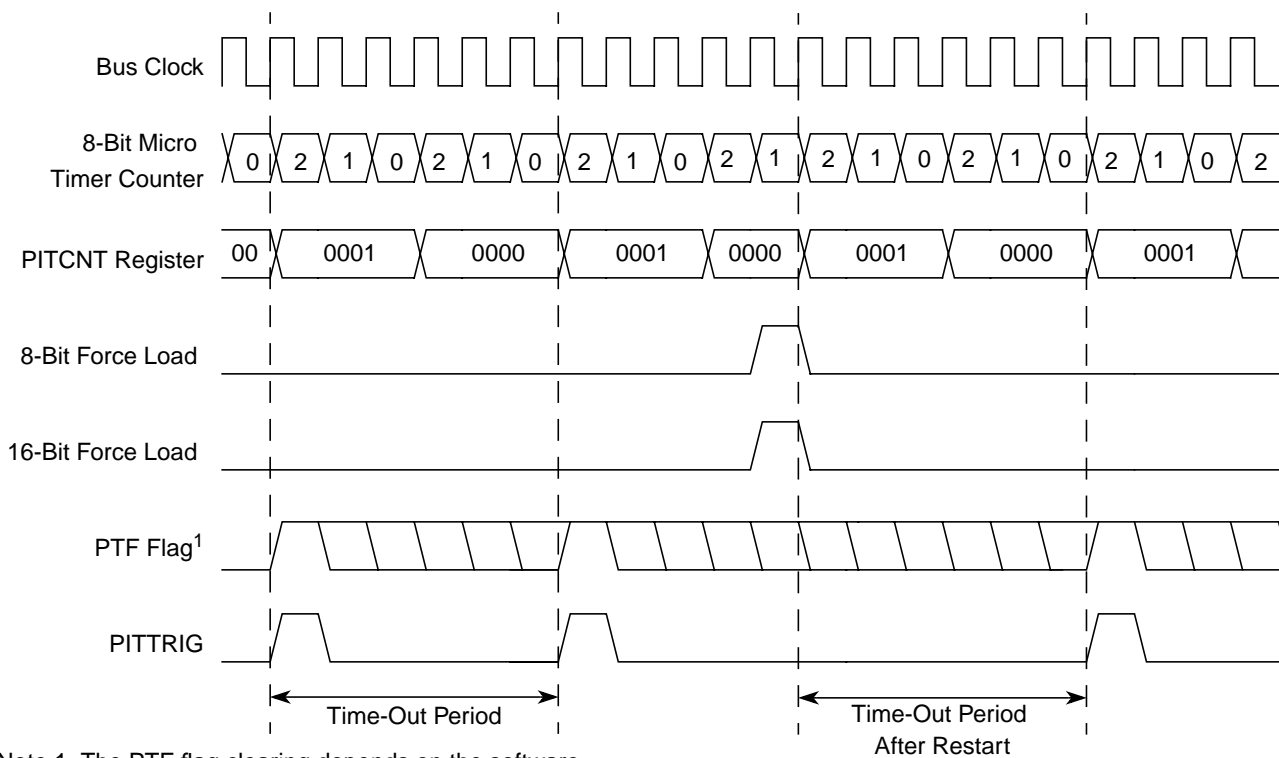 Bus Clock
8-Bit Micro
Timer Counter
0 2 1 0 2 1 0 2 1 0 2 1 2 1 0 2 1 0 2 1 0 2
PITCNT Register
00 0001 0000 0001 0000 0001 0000 0001
8-Bit Force Load
16-Bit Force Load
PTF Flag1
PITTRIG
Time-Out Period
Time-Out Period
After Restart
Note 1. The PTF flag clearing depends on the software